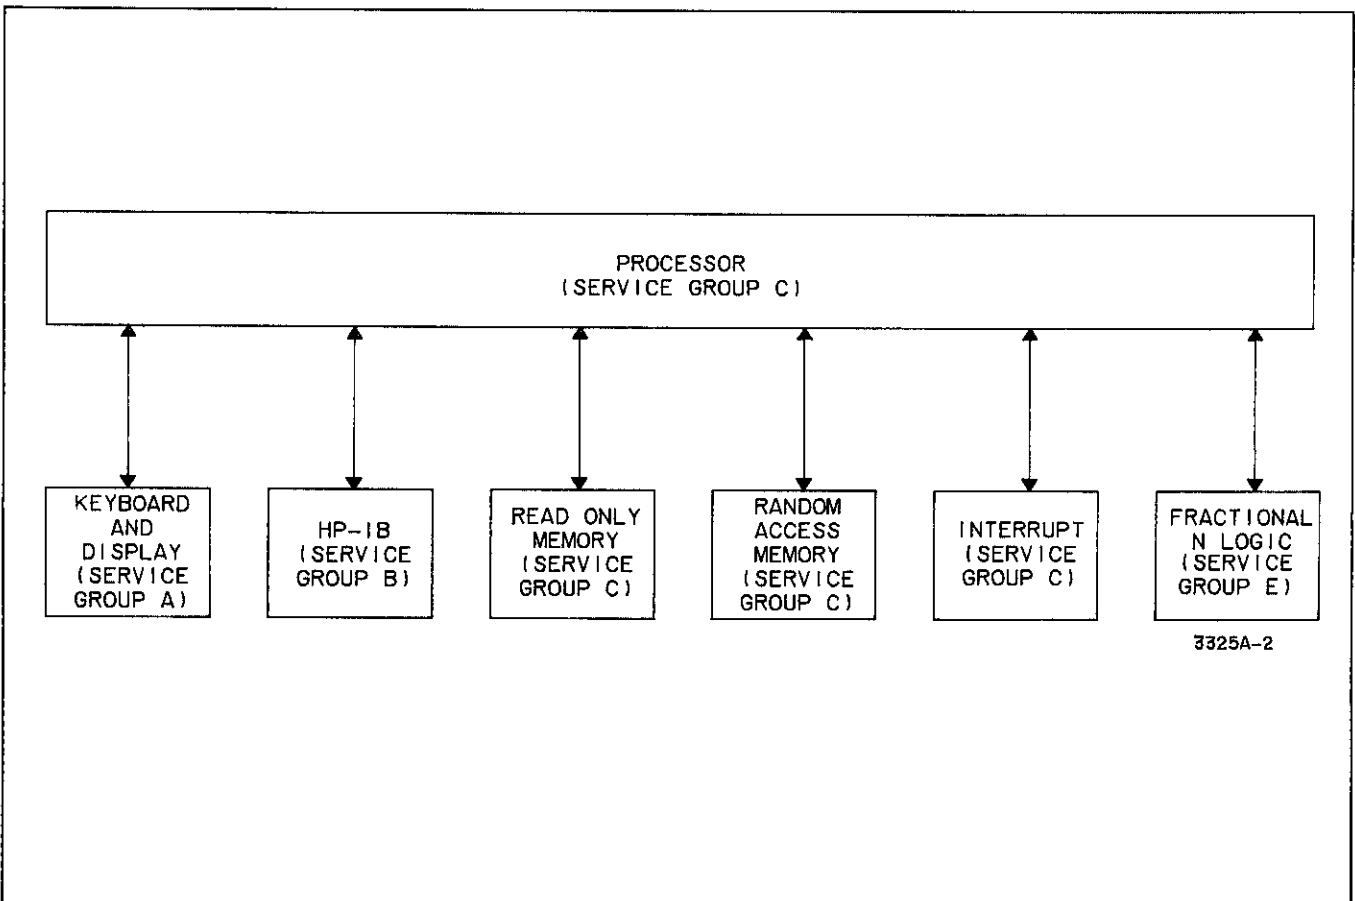 PROCESSOR
(SERVICE GROUP C)
KEYBOARD
AND
DISPLAY
(SERVICE
GROUP A)
HP-IB
(SERVICE
GROUP B)
READ ONLY
MEMORY
(SERVICE
GROUP C)
RANDOM
ACCESS
MEMORY
(SERVICE
GROUP C)
INTERRUPT
(SERVICE
GROUP C)
FRACTIONAL
N LOGIC
(SERVICE
GROUP E)
3325A-2